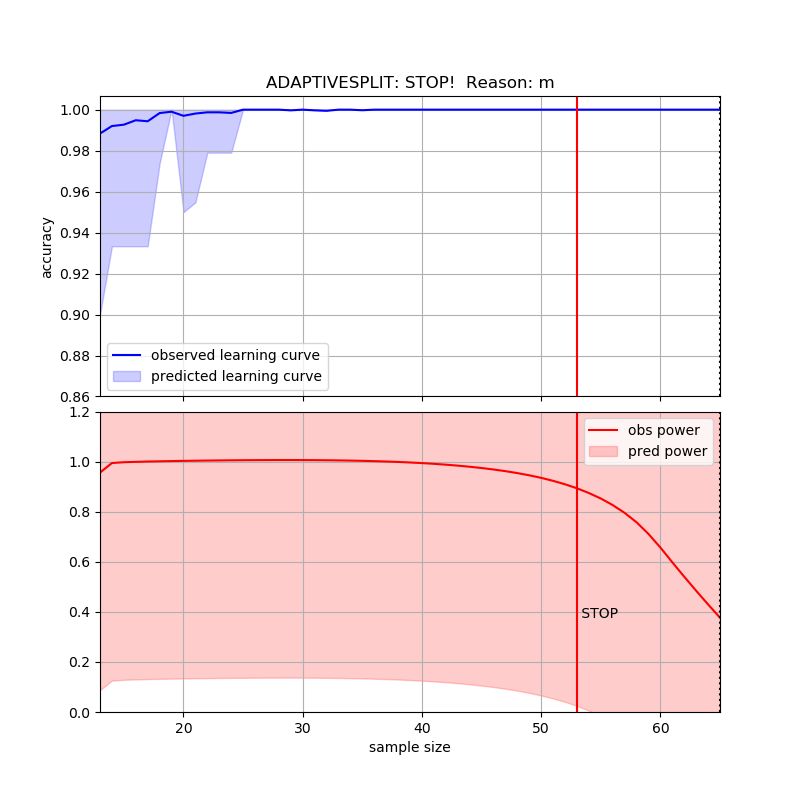 ADAPTIVESPLIT: STOP!  Reason: m
1.00
0.98
0.96
0.94
0.92
0.90
0.88
0.86
accuracy
observed learning curve
predicted learning curve
1.2
1.0
0.8
0.6
0.4
0.2
0.0
obs power
pred power
STOP
20 30 40 50 60
sample size